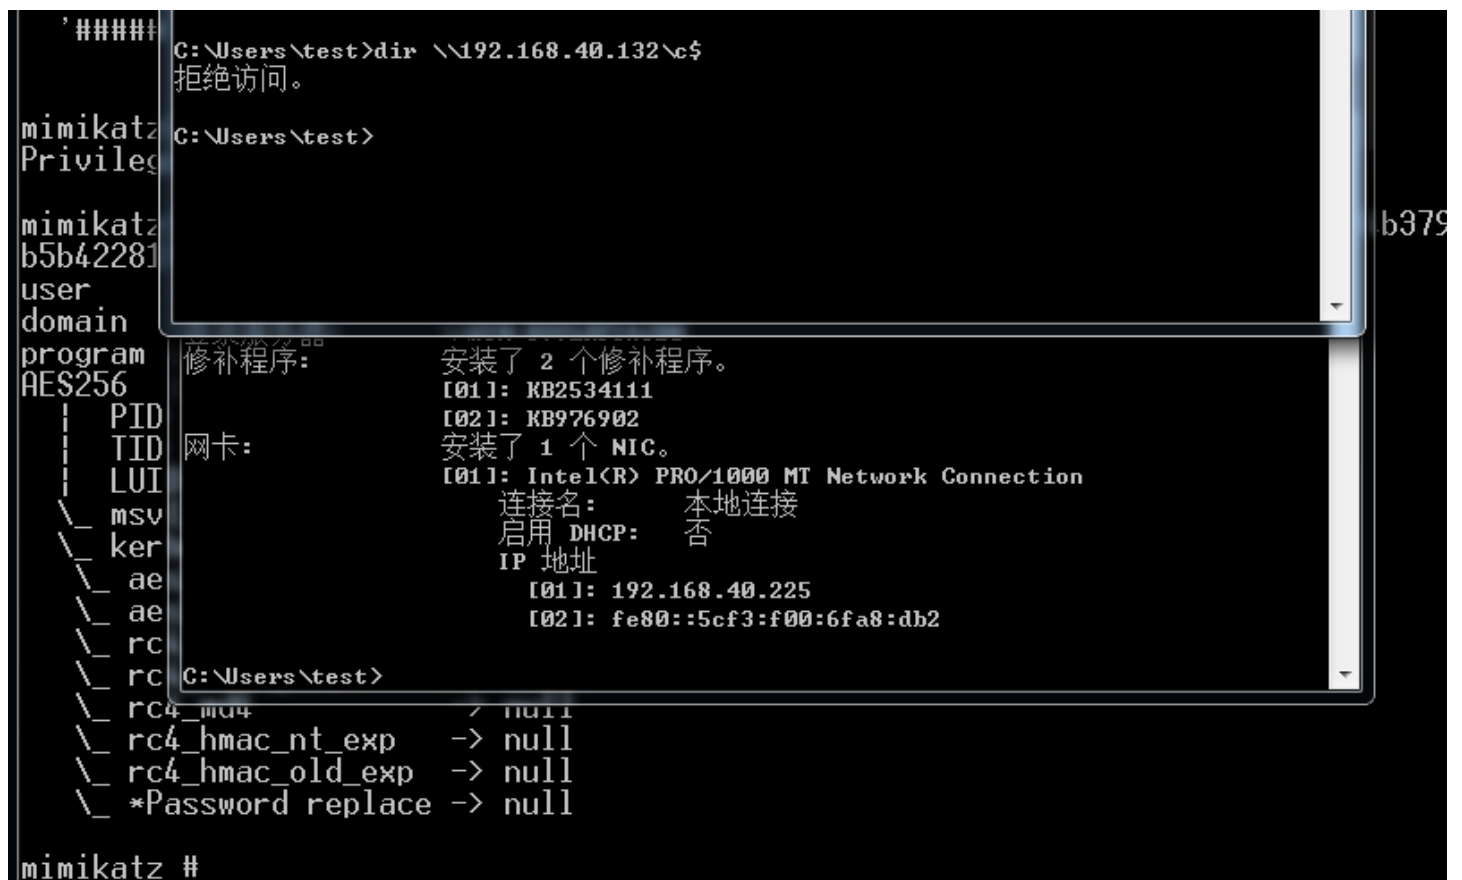 '#####
C:\Users\test>dir \\192.168.40.132\c$
拒绝访问。
C:\Users\test>
mimikatz
b379
b5b42281
user
domain
program
AES256
PID
TID
LUI
\_ msv
\_ ker
\_ ae
\_ ae
\_ rc
\_ rc
修补程序: 安装了 2 个修补程序。
[01]: KB2534111
[02]: KB976902
网卡: 安装了 1 个 NIC。
[01]: Intel(R) PRO/1000 MT Network Connection
连接名: 本地连接
启用 DHCP: 否
IP 地址
[01]: 192.168.40.225
[02]: fe80::5cf3:f00:6fa8:db2
C:\Users\test>
\_ rc4_md4 -> null
\_ rc4_hmac_nt_exp -> null
\_ rc4_hmac_old_exp -> null
\_ *Password replace -> null
mimikatz #